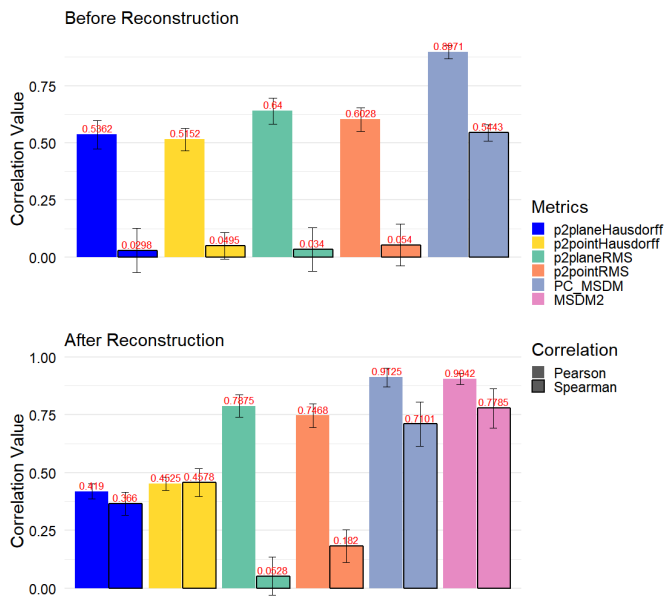 Before Reconstruction
Correlation Value
0.75
0.50
0.25
0.00
0.5362
0.0298
0.5152
0.0495
0.64
0.034
0.6028
0.054
0.8971
0.5443
Metrics
p2planeHausdorff
p2pointHausdorff
p2planeRMS
p2pointRMS
PC_MSDM
MSDM2
Correlation
Pearson
Spearman
After Reconstruction
Correlation Value
1.00
0.75
0.50
0.25
0.00
0.419
0.366
0.4525
0.4578
0.7875
0.0528
0.7468
0.182
0.9125
0.7101
0.9042
0.7785